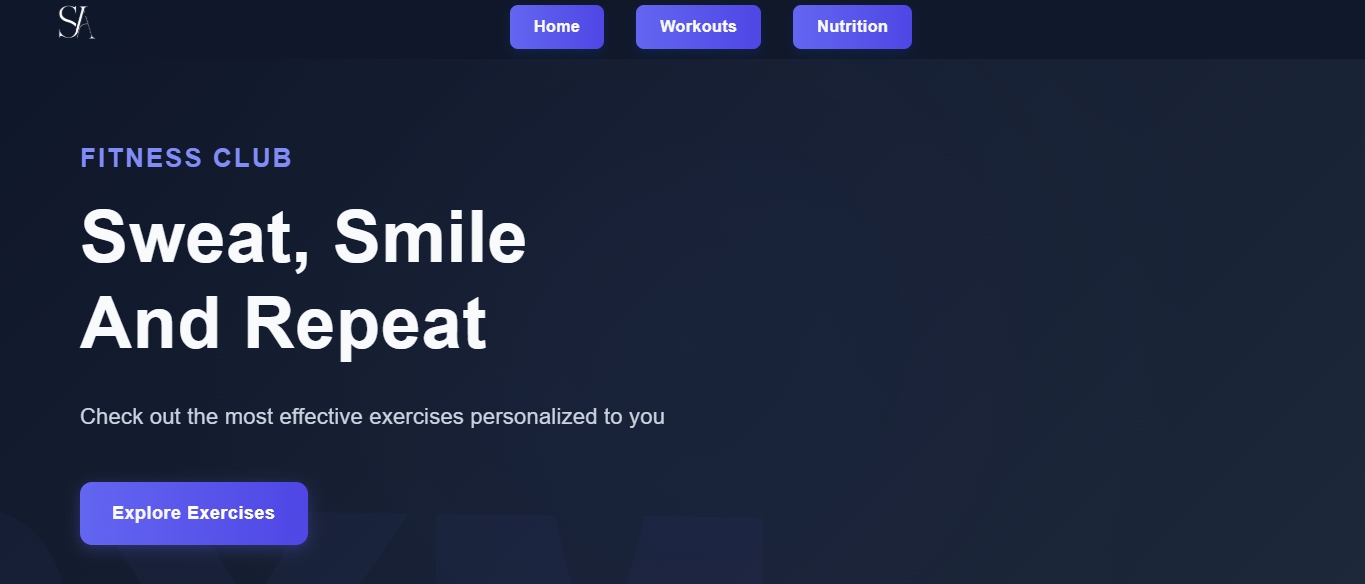 SA
Home
Workouts
Nutrition
FITNESS CLUB
Sweat, Smile
And Repeat
Check out the most effective exercises personalized to you
Explore Exercises